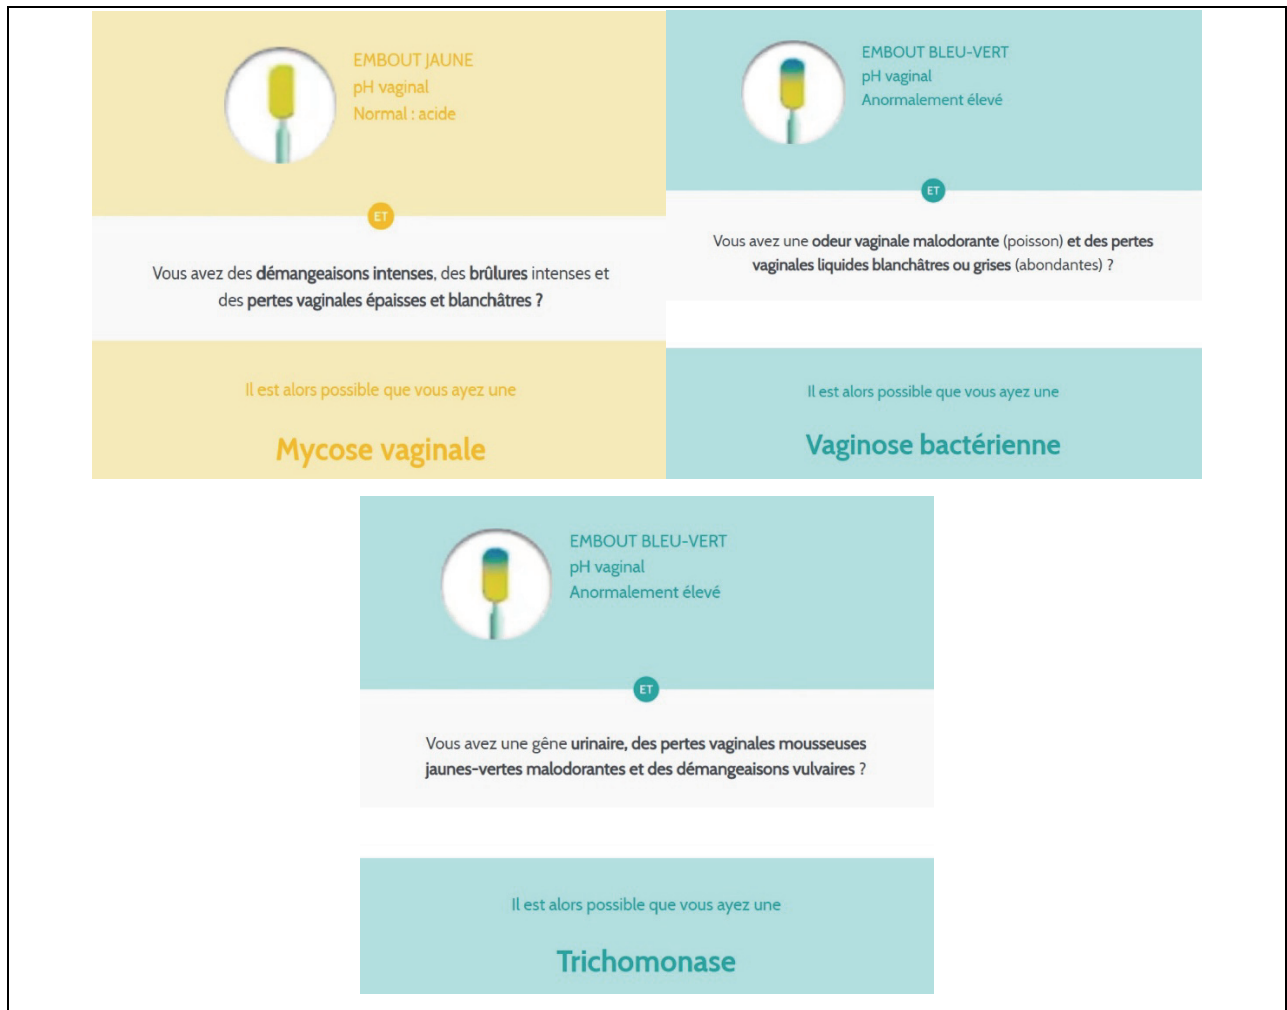 EMBOUT JAUNE
pH vaginal
Normal : acide
ET
Vous avez des démangeaisons intenses, des brûlures intenses et
des pertes vaginales épaisses et blanchâtres ?
Il est alors possible que vous ayez une
Mycose vaginale
EMBOUT BLEU-VERT
pH vaginal
Anormalement élevé
ET
Vous avez une odeur vaginale malodorante (poisson) et des pertes
vaginales liquides blanchâtres ou grises (abondantes) ?
Il est alors possible que vous ayez une
Vaginose bactérienne
EMBOUT BLEU-VERT
pH vaginal
Anormalement élevé
ET
Vous avez une gêne urinaire, des pertes vaginales mousseuses
jaunes-vertes malodorantes et des démangeaisons vulvaires ?
Il est alors possible que vous ayez une
Trichomonase